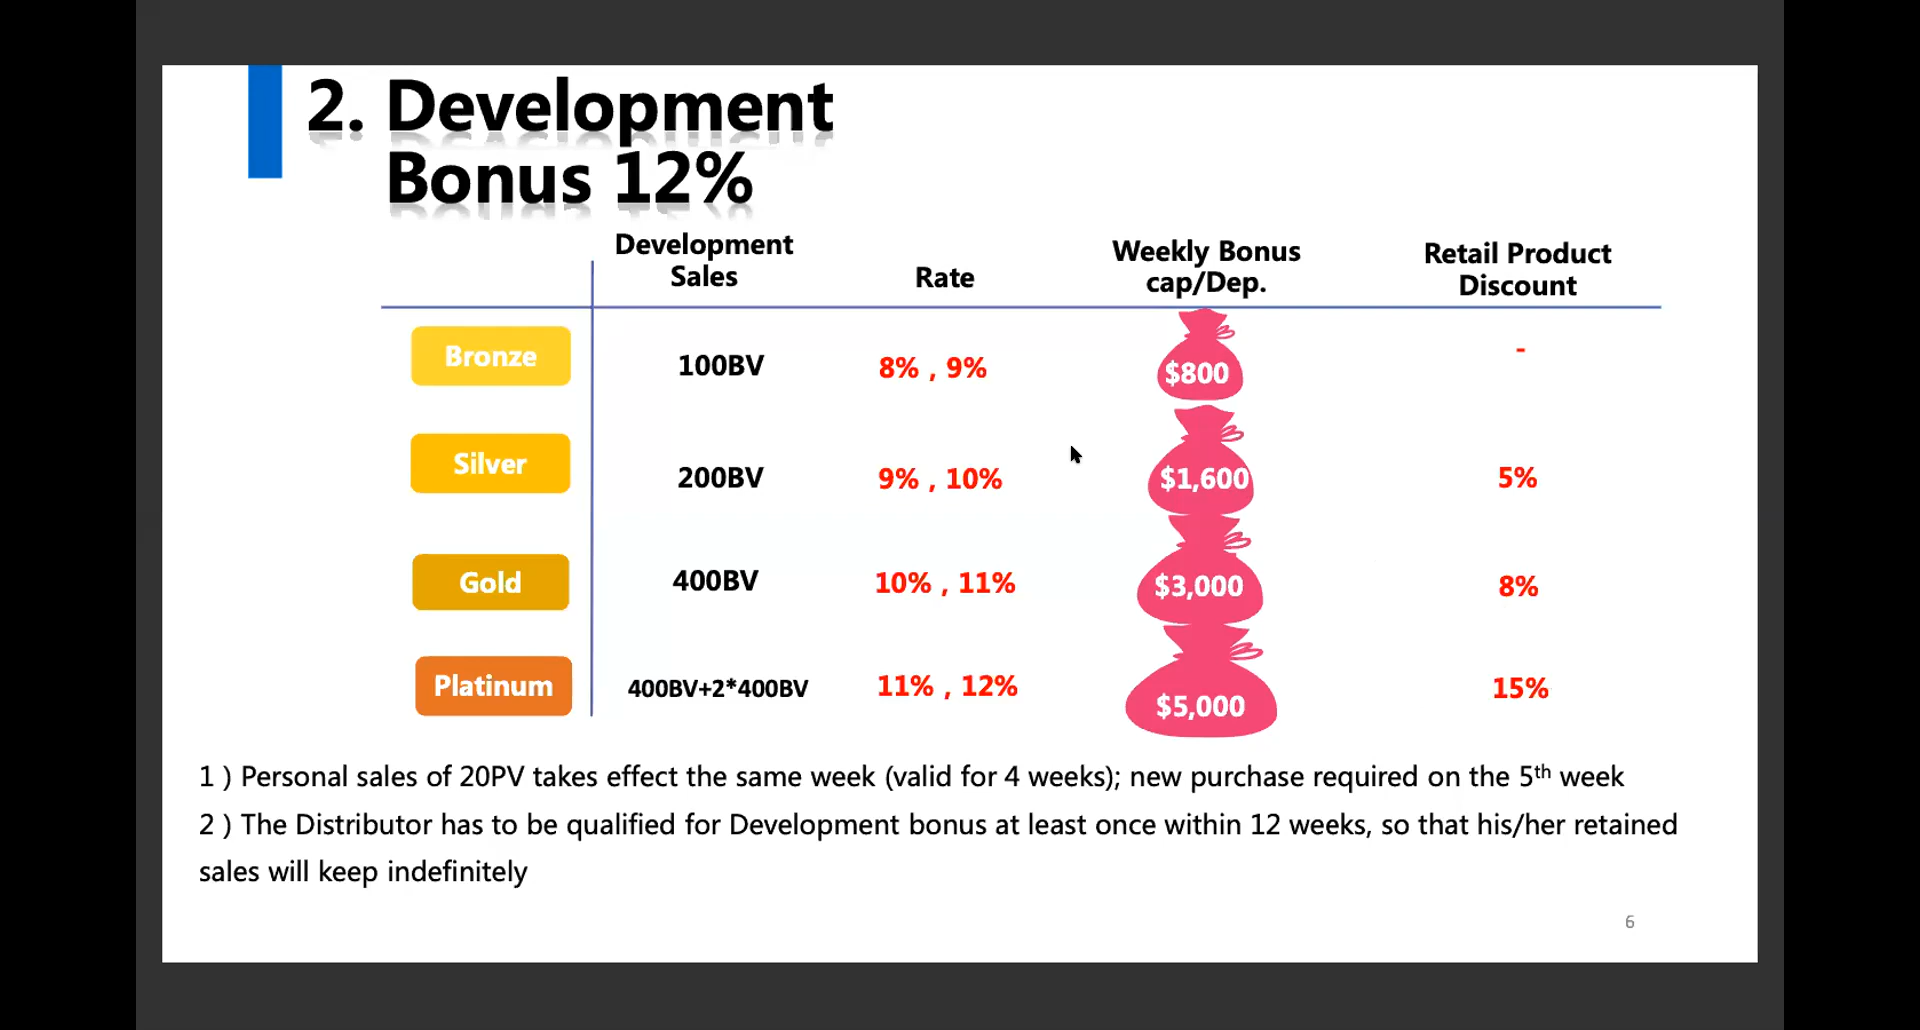 2. Development
Bonus 12%
Development
Sales
Rate
Weekly Bonus
cap/Dep.
Retail Product
Discount
Bronze
100BV
8% , 9%
$800
-
Silver
200BV
9% , 10%
$1,600
5%
Gold
400BV
10% , 11%
$3,000
8%
Platinum
400BV+2*400BV
11% , 12%
$5,000
15%
1 ) Personal sales of 20PV takes effect the same week (valid for 4 weeks); new purchase required on the 5th week
2 ) The Distributor has to be qualified for Development bonus at least once within 12 weeks, so that his/her retained
sales will keep indefinitely
6